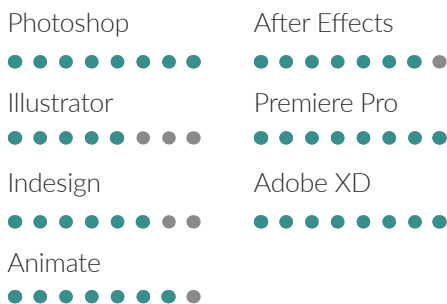 Photoshop
After Effects
Illustrator
Premiere Pro
Indesign
Adobe XD
Animate